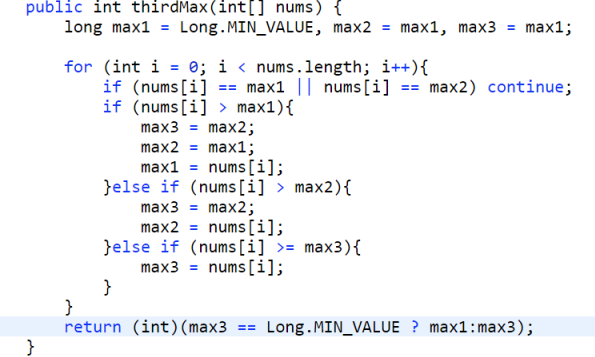 public int thirdMax(int[] nums) {
    long max1 = Long.MIN_VALUE, max2 = max1, max3 = max1;
    for (int i = 0; i < nums.length; i++){
        if (nums[i] == max1 || nums[i] == max2) continue;
        if (nums[i] > max1){
            max3 = max2;
            max2 = max1;
            max1 = nums[i];
        }else if (nums[i] > max2){
            max3 = max2;
            max2 = nums[i];
        }else if (nums[i] >= max3){
            max3 = nums[i];
        }
    }
    return (int)(max3 == Long.MIN_VALUE ? max1:max3);
}